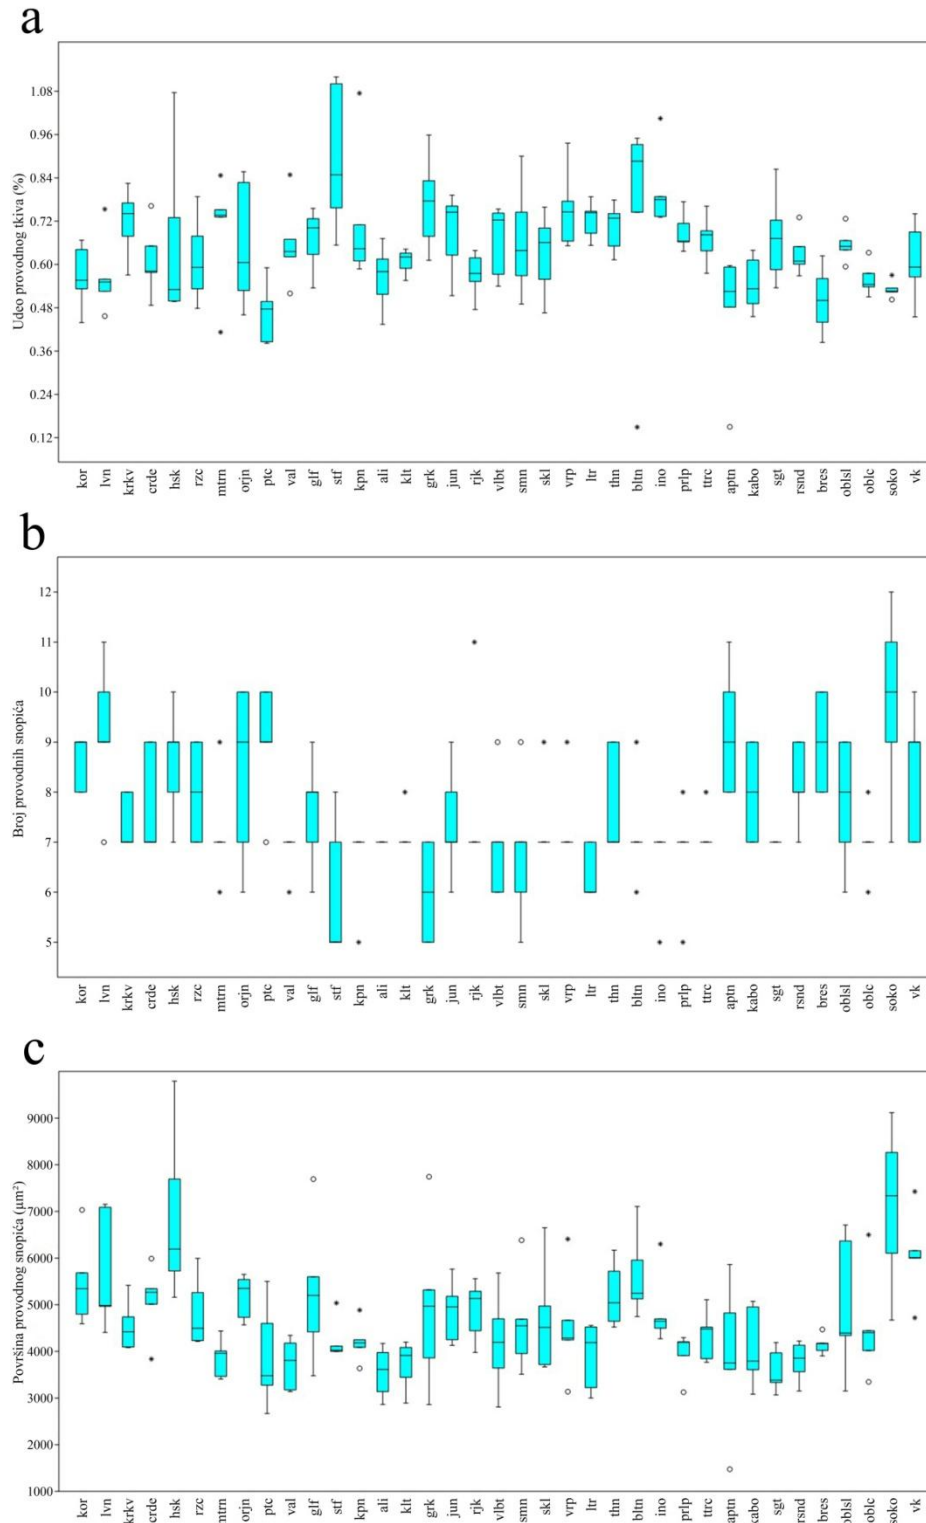 a
Udeo provodnog tkiva (%)
1.08
0.96
0.84
0.72
0.60
0.48
0.36
0.24
0.12
kor lvn krkv crde hsk rzc mtrn orjn ptc val glf stf kpn ali klt grk jun rjk vlbt smn skl vrp ltr thn bltn ino prlp ttrc aptn kabo sgt rsnd bres oblsl oblc soko vk
b
Broj provodnih snopića
12
11
10
9
8
7
6
5
kor lvn krkv crde hsk rzc mtrn orjn ptc val glf stf kpn ali klt grk jun rjk vlbt smn skl vrp ltr thn bltn ino prlp ttrc aptn kabo sgt rsnd bres oblsl oblc soko vk
c
Površina provodnog snopića (µm²)
9000
8000
7000
6000
5000
4000
3000
2000
1000
kor lvn krkv crde hsk rzc mtrn orjn ptc val glf stf kpn ali klt grk jun rjk vlbt smn skl vrp ltr thn bltn ino prlp ttrc aptn kabo sgt rsnd bres oblsl oblc soko vk